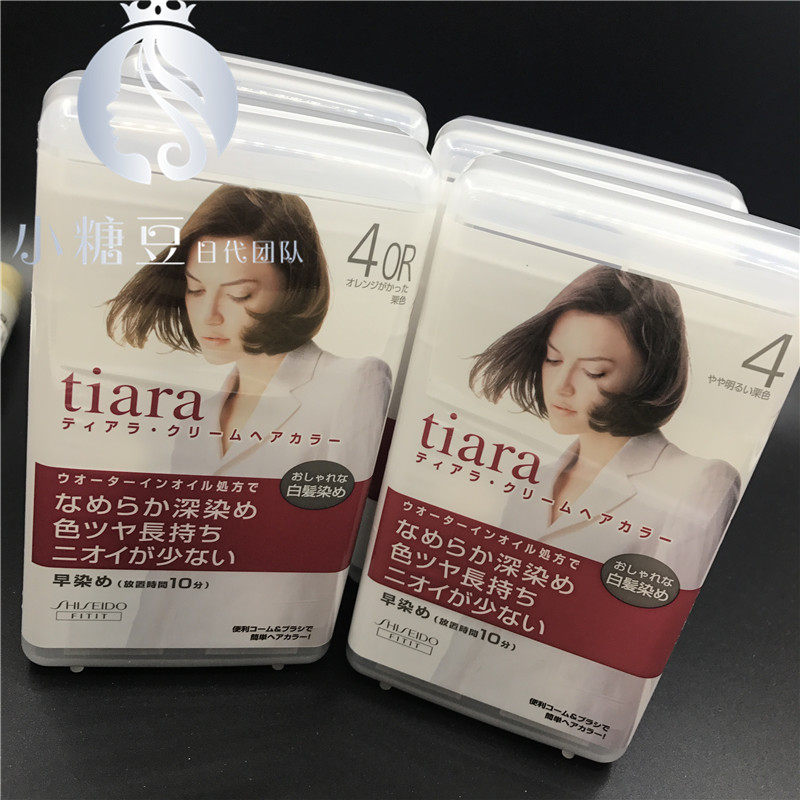 小糖豆日代团队
4OR
オレンジがかった
栗色
tiara
ティアラ・クリームヘアカラー
ウオーターインオイル処方で
おしゃれな
白髪染め
なめらか深染め
色ツヤ長持ち
ニオイが少ない
早染め(放置時間10分)
SHISEIDO
FITIT
便利コーム&ブラシで
簡単ヘアカラー!
4
やや明るい栗色
tiara
ティアラ・クリームヘアカラー
ウオーターインオイル処方で
おしゃれな
白髪染め
なめらか深染め
色ツヤ長持ち
ニオイが少ない
早染め(放置時間10分)
SHISEIDO
FITIT
便利コーム&ブラシで
簡単ヘアカラー!